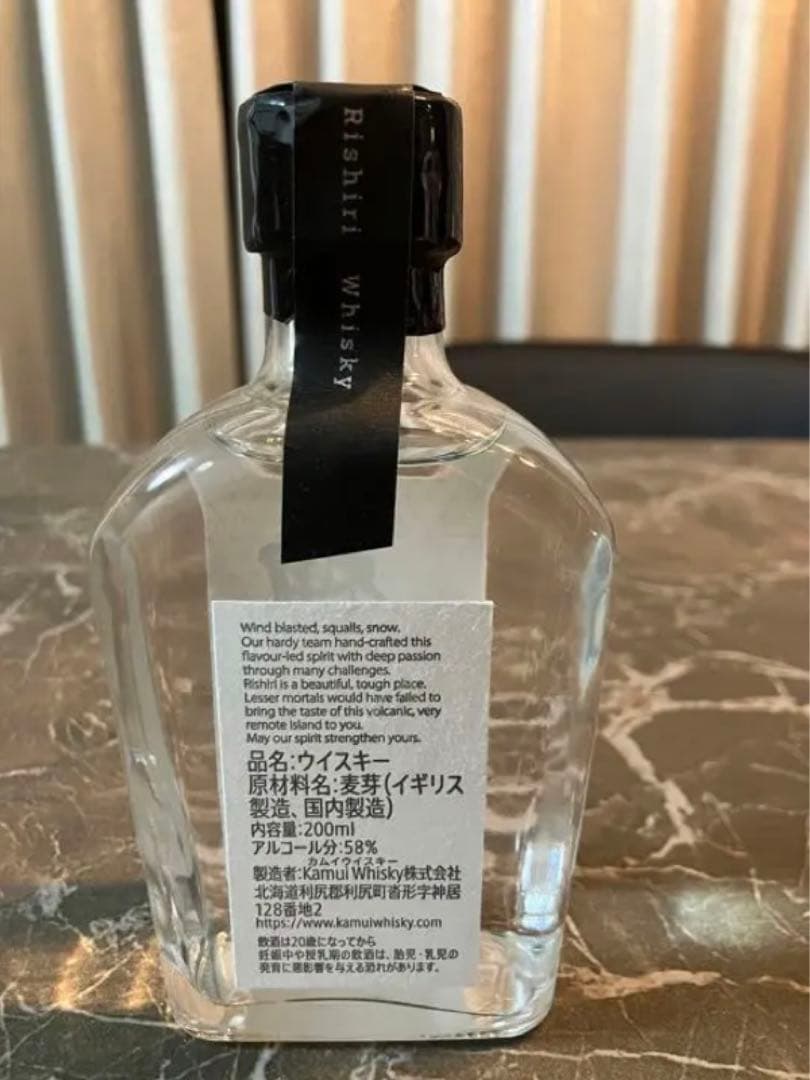 Rishiri Whisky
Wind blasted, squalls, snow.
Our hardy team hand-crafted this
flavour-led spirit with deep passion
through many challenges.
Rishiri is a beautiful, tough place.
Lesser mortals would have failed to
bring the taste of this volcanic, very
remote island to you.
May our spirit strengthen yours.
品名:ウイスキー
原材料名:麦芽(イギリス
製造、国内製造)
内容量:200ml
アルコール分:58%
カムイウイスキー
製造者:Kamui Whisky株式会社
北海道利尻郡利尻町沓形字神居
128番地2
https://www.kamuiwhisky.com
飲酒は20歳になってから
妊娠中や授乳期の飲酒は、胎児・乳児の
発育に悪影響を与える恐れがあります。